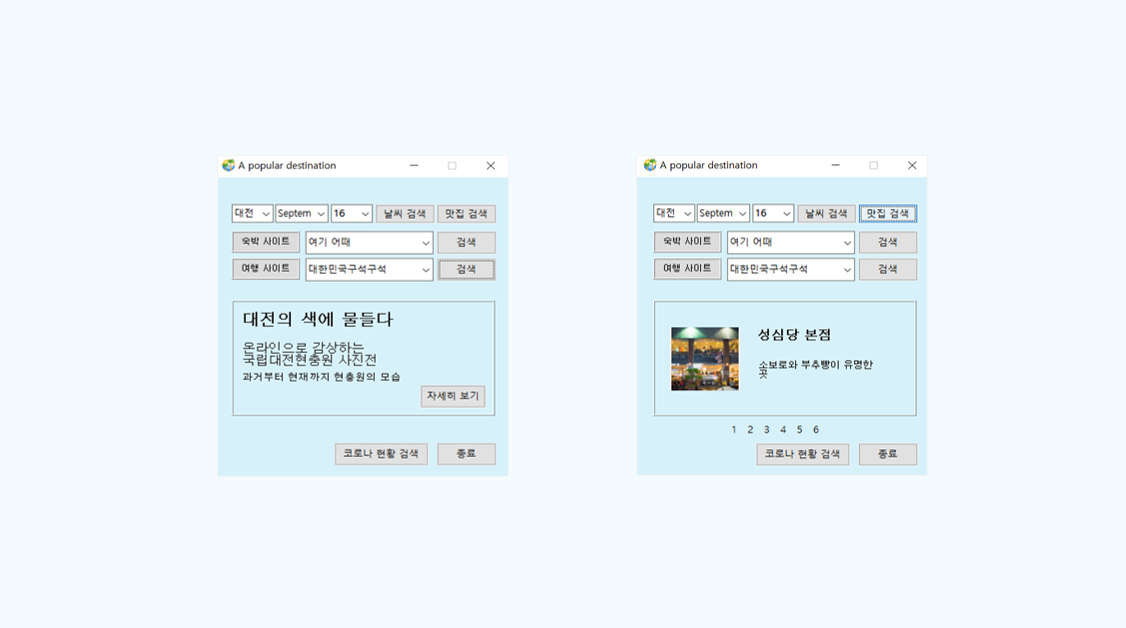 A popular destination
대전 Septem 16 날씨 검색 맛집 검색
숙박 사이트 여기 어때 검색
여행 사이트 대한민국구석구석 검색
대전의 색에 물들다
온라인으로 감상하는
국립대전현충원 사진전
과거부터 현재까지 현충원의 모습
자세히 보기
코로나 현황 검색 종료
A popular destination
대전 Septem 16 날씨 검색 맛집 검색
숙박 사이트 여기 어때 검색
여행 사이트 대한민국구석구석 검색
성심당 본점
소보로와 부추빵이 유명한
곳
1 2 3 4 5 6
코로나 현황 검색 종료